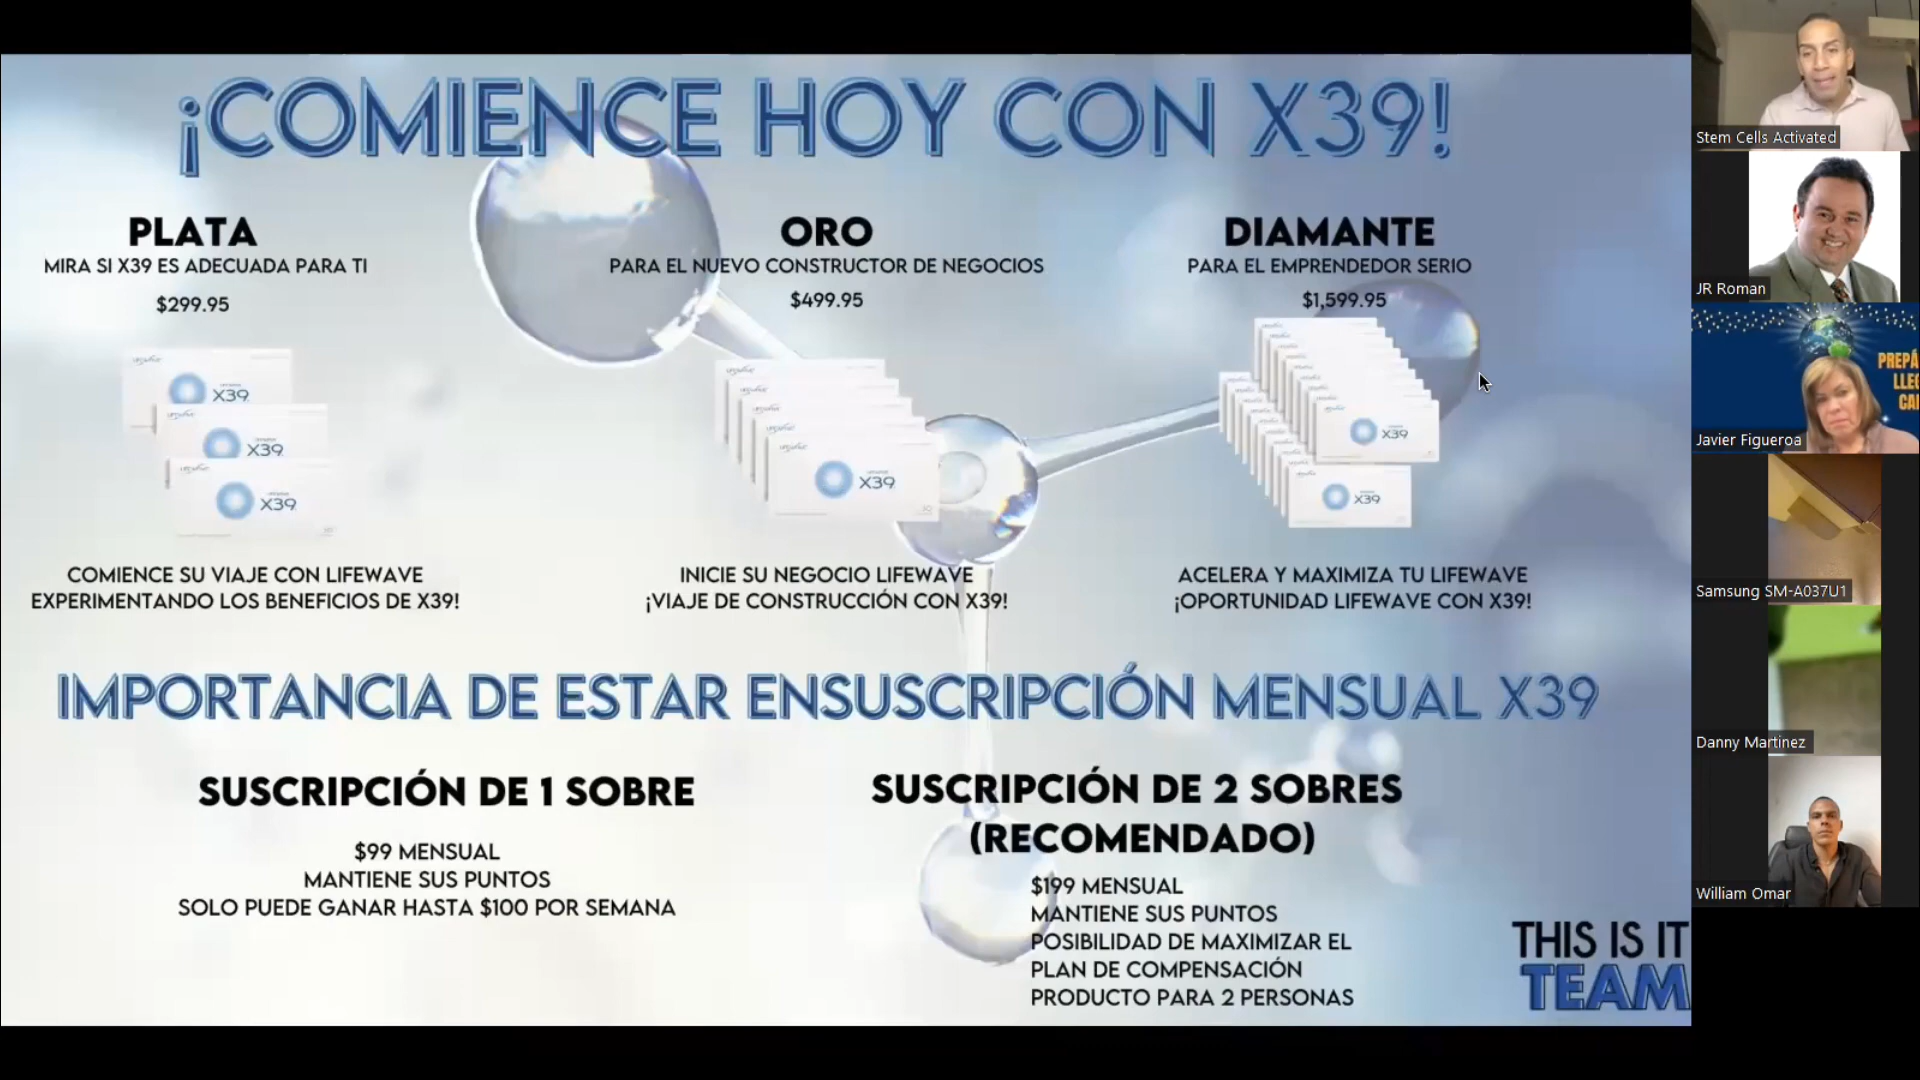 ¡COMIENCE HOY CON X39!
PLATA
MIRA SI X39 ES ADECUADA PARA TI
$299.95
X39
X39
X39
COMIENCE SU VIAJE CON LIFEWAVE
EXPERIMENTANDO LOS BENEFICIOS DE X39!
ORO
PARA EL NUEVO CONSTRUCTOR DE NEGOCIOS
$499.95
X39
INICIE SU NEGOCIO LIFEWAVE
¡VIAJE DE CONSTRUCCIÓN CON X39!
DIAMANTE
PARA EL EMPRENDEDOR SERIO
$1,599.95
X39
X39
ACELERA Y MAXIMIZA TU LIFEWAVE
¡OPORTUNIDAD LIFEWAVE CON X39!
IMPORTANCIA DE ESTAR ENSUSCRIPCIÓN MENSUAL X39
SUSCRIPCIÓN DE 1 SOBRE
$99 MENSUAL
MANTIENE SUS PUNTOS
SOLO PUEDE GANAR HASTA $100 POR SEMANA
SUSCRIPCIÓN DE 2 SOBRES
(RECOMENDADO)
$199 MENSUAL
MANTIENE SUS PUNTOS
POSIBILIDAD DE MAXIMIZAR EL
PLAN DE COMPENSACIÓN
PRODUCTO PARA 2 PERSONAS
THIS IS IT
TEAM
Stem Cells Activated
JR Roman
PREPÁ
LLEG
CAI
Javier Figueroa
Samsung SM-A037U1
Danny Martinez
William Omar